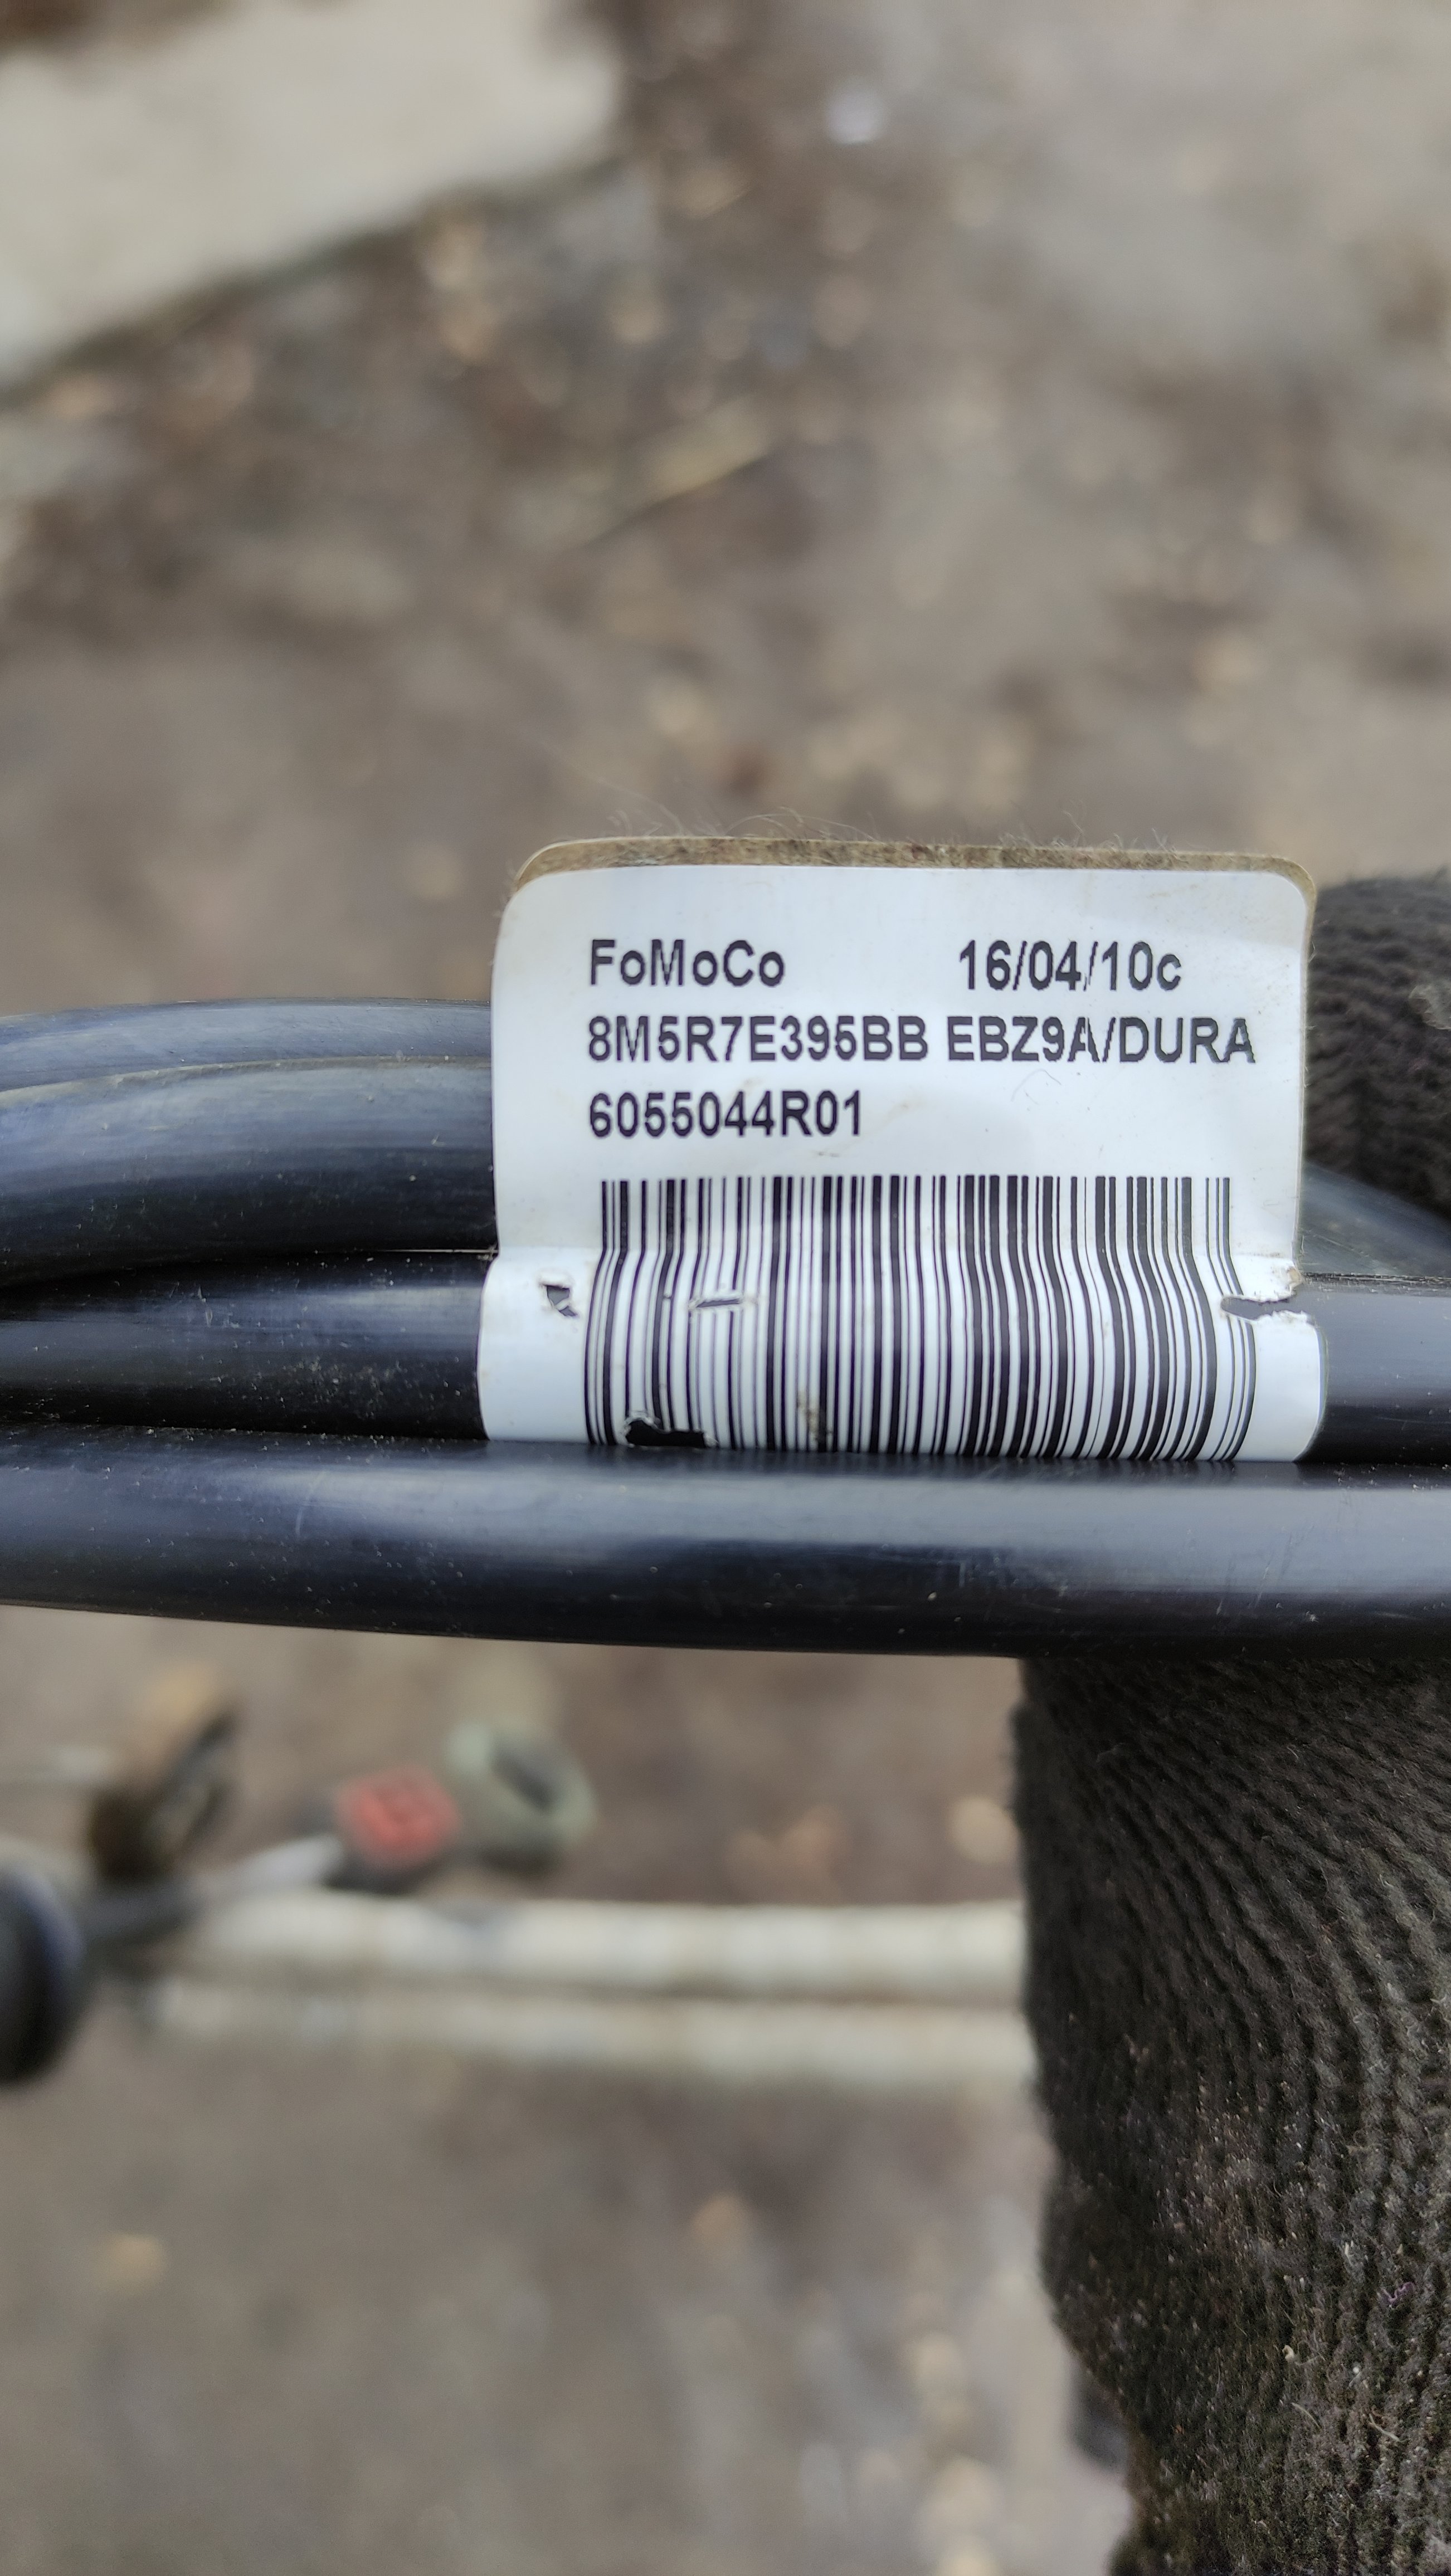 FoMoCo 16/04/10c
8M5R7E395BB EBZ9A/DURA
6055044R01